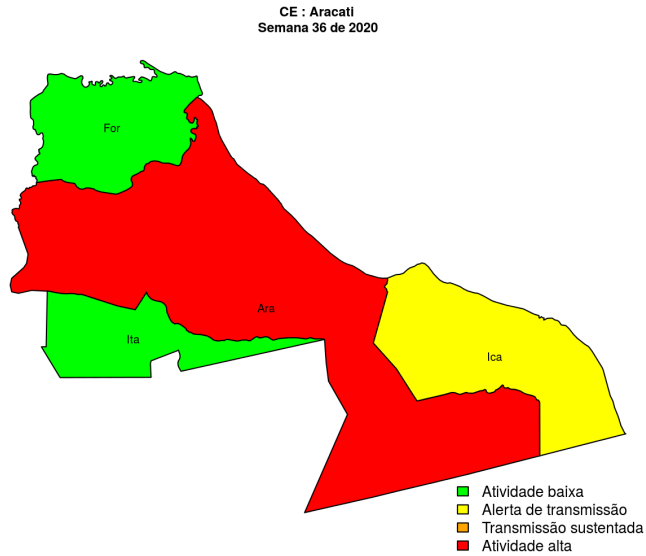 CE : Aracati
Semana 36 de 2020
For
Ara
Ita
Ica
Atividade baixa
Alerta de transmissão
Transmissão sustentada
Atividade alta